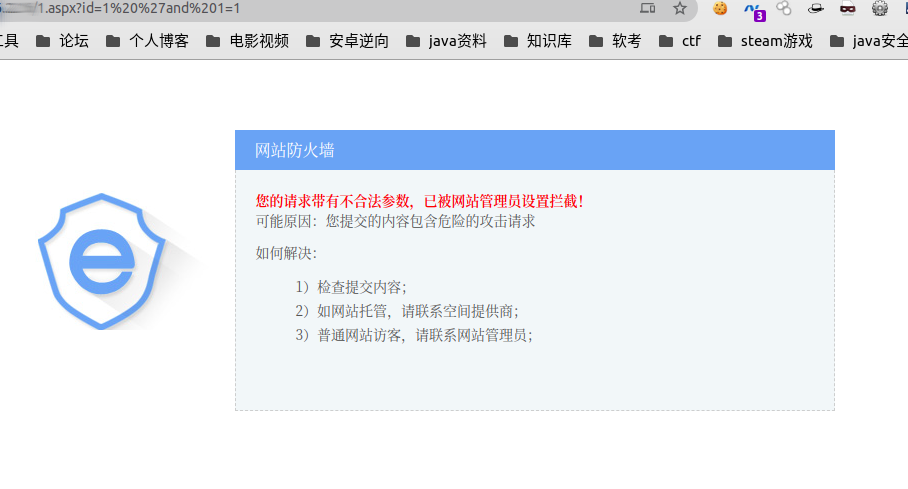 /1.aspx?id=1%20%27and%201=1
3
工具 论坛 个人博客 电影视频 安卓逆向 java资料 知识库 软考 ctf steam游戏 java安全
网站防火墙
您的请求带有不合法参数，已被网站管理员设置拦截！
可能原因：您提交的内容包含危险的攻击请求
如何解决：
1）检查提交内容；
2）如网站托管，请联系空间提供商；
3）普通网站访客，请联系网站管理员；